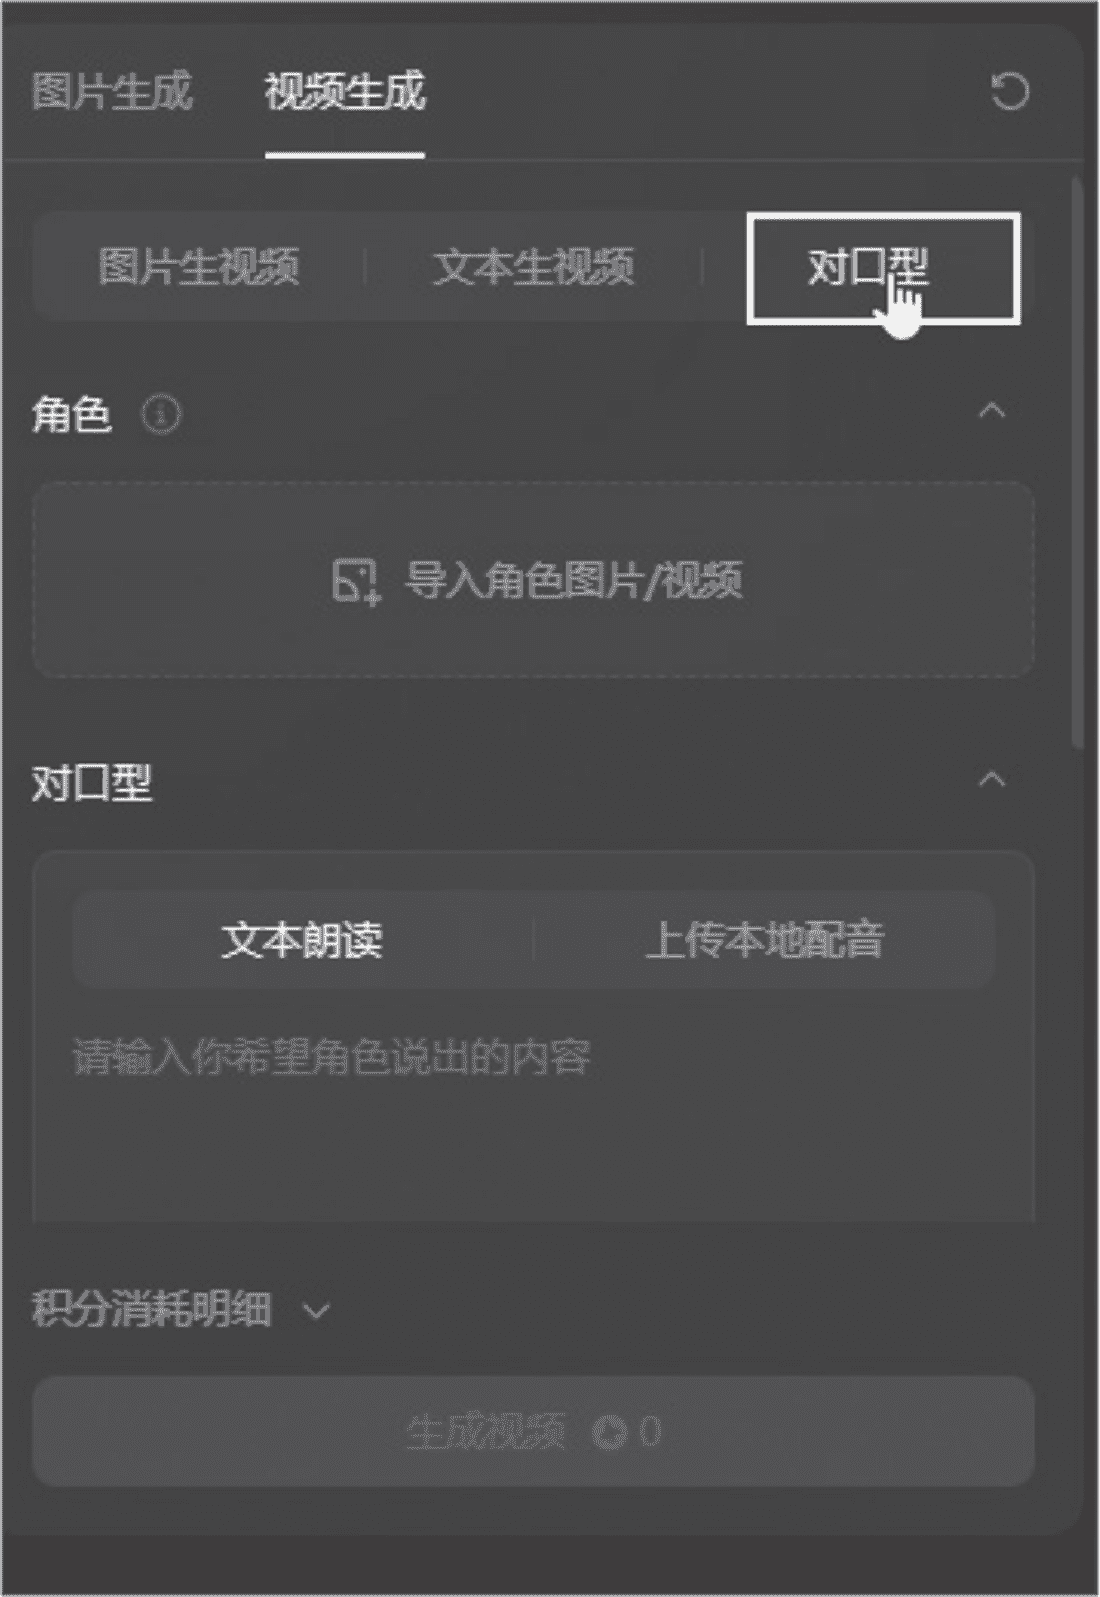 图片生成 视频生成
图片生视频 文本生视频 对口型
角色
导入角色图片/视频
对口型
文本朗读 上传本地配音
请输入你希望角色说出的内容
积分消耗明细
生成视频 0